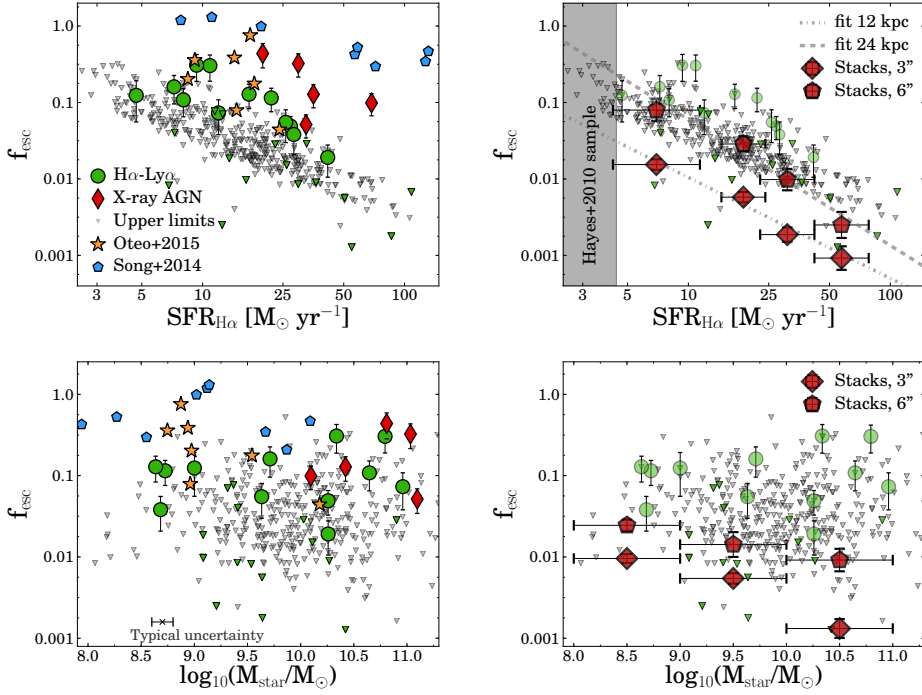 1.0
0.1
0.01
0.001
f_esc
Hα-Lyα
X-ray AGN
Upper limits
Oteo+2015
Song+2014
3 5 12 25 50 100
SFR_Hα [M_⊙ yr⁻¹]
1.0
0.1
0.01
0.001
f_esc
Hayes+2010 sample
fit 12 kpc
fit 24 kpc
Stacks, 3”
Stacks, 6”
3 5 12 25 50 100
SFR_Hα [M_⊙ yr⁻¹]
1.0
0.1
0.01
0.001
f_esc
Typical uncertainty
8.0 8.5 9.0 9.5 10.0 10.5 11.0
log₁₀(M_star/M_⊙)
1.0
0.1
0.01
0.001
f_esc
Stacks, 3”
Stacks, 6”
8.0 8.5 9.0 9.5 10.0 10.5 11.0
log₁₀(M_star/M_⊙)